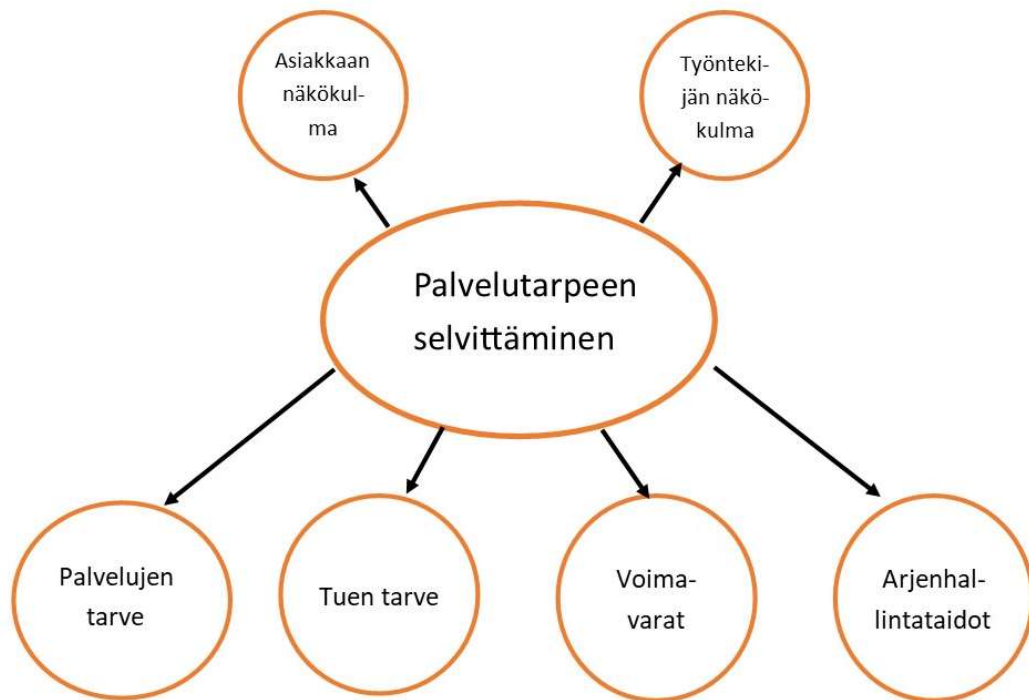 Asiakkaan
näkökul-
ma
Työnteki-
jän näkö-
kulma
Palvelutarpeen
selvittäminen
Palvelujen
tarve
Tuen tarve
Voima-
varat
Arjenhal-
lintataidot